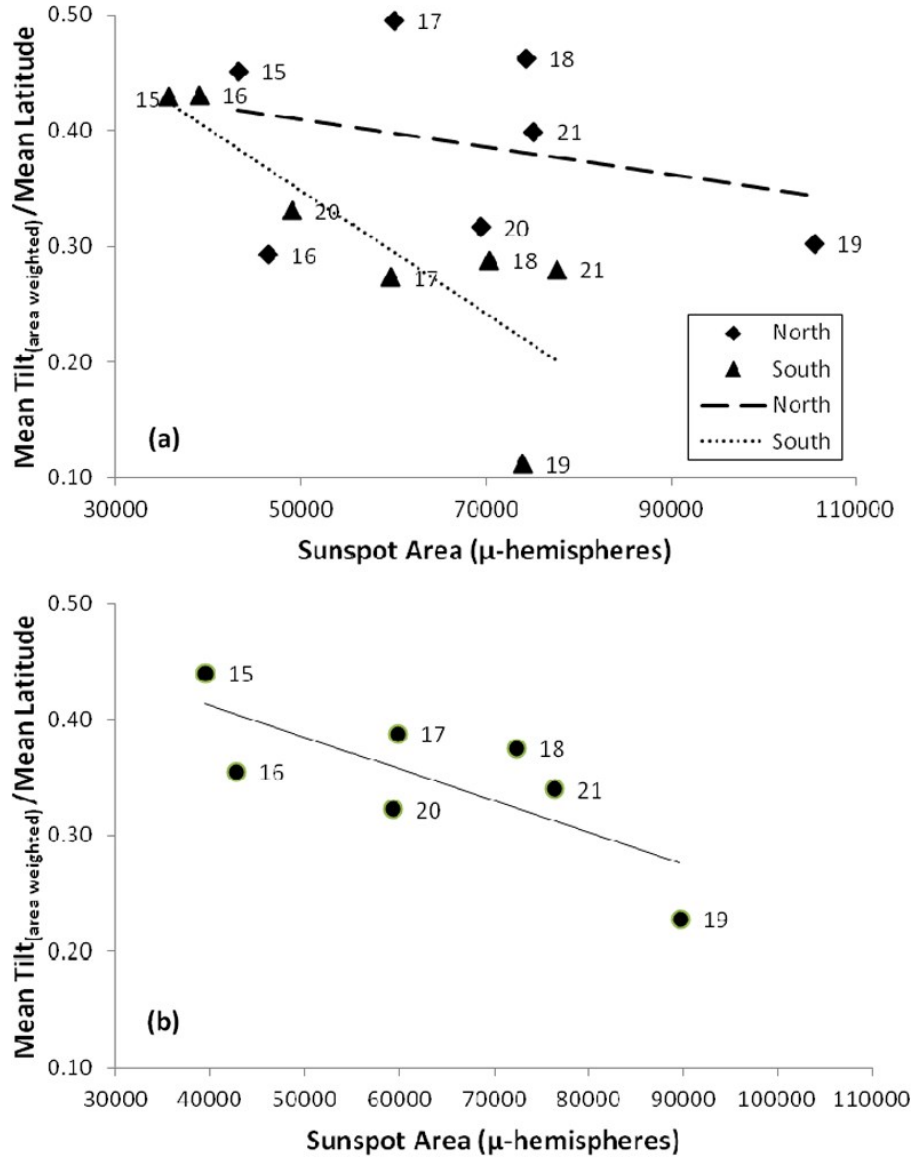 0.50
17
18
15
15
16
0.40
21
20
20
0.30
16
17
18
21
19
0.20
North
South
North
South
(a)
19
0.10
30000 50000 70000 90000 110000
Sunspot Area (μ-hemispheres)
Mean Tilt(area weighted)/Mean Latitude
0.50
15
0.40
17
18
16
21
20
0.30
19
0.20
(b)
0.10
30000 40000 50000 60000 70000 80000 90000 100000 110000
Sunspot Area (μ-hemispheres)
Mean Tilt(area weighted)/Mean Latitude